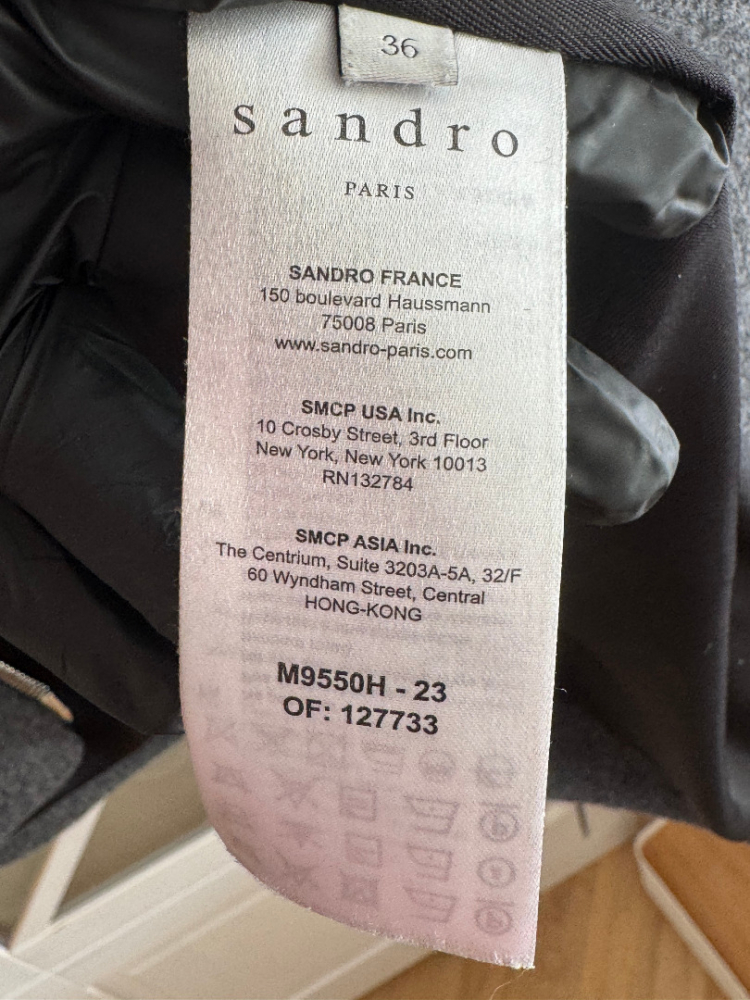 36
sandro
PARIS
SANDRO FRANCE
150 boulevard Haussmann
75008 Paris
www.sandro-paris.com
SMCP USA Inc.
10 Crosby Street, 3rd Floor
New York, New York 10013
RN132784
SMCP ASIA Inc.
The Centrium, Suite 3203A-5A, 32/F
60 Wyndham Street, Central
HONG-KONG
M9550H - 23
OF: 127733